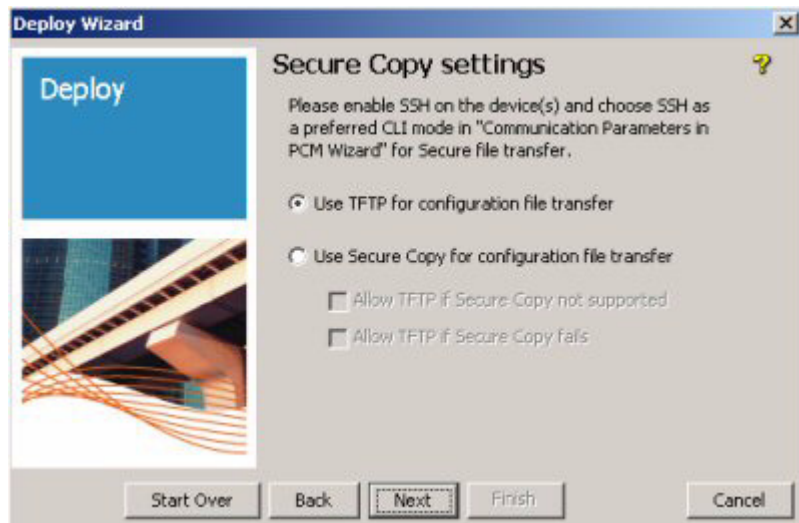 Deploy Wizard
Deploy
Secure Copy settings
?
Please enable SSH on the device(s) and choose SSH as
a preferred CLI mode in "Communication Parameters in
PCM Wizard" for Secure file transfer.
Use TFTP for configuration file transfer
Use Secure Copy for configuration file transfer
Allow TFTP if Secure Copy not supported
Allow TFTP if Secure Copy fails
Start Over
Back
Next
Finish
Cancel